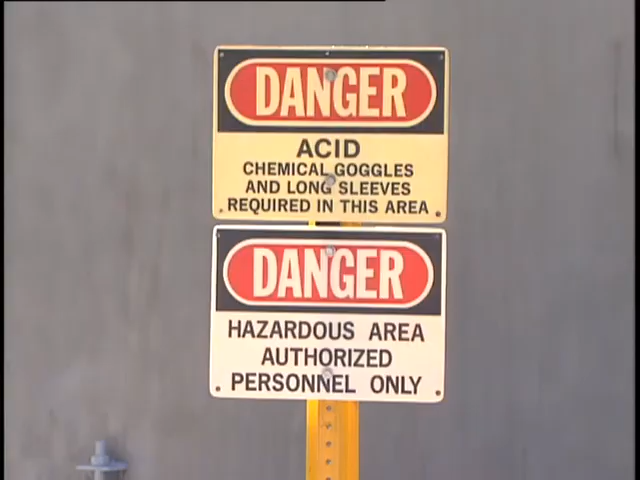 DANGER
ACID
CHEMICAL GOGGLES
AND LONG SLEEVES
REQUIRED IN THIS AREA
DANGER
HAZARDOUS AREA
AUTHORIZED
PERSONNEL ONLY